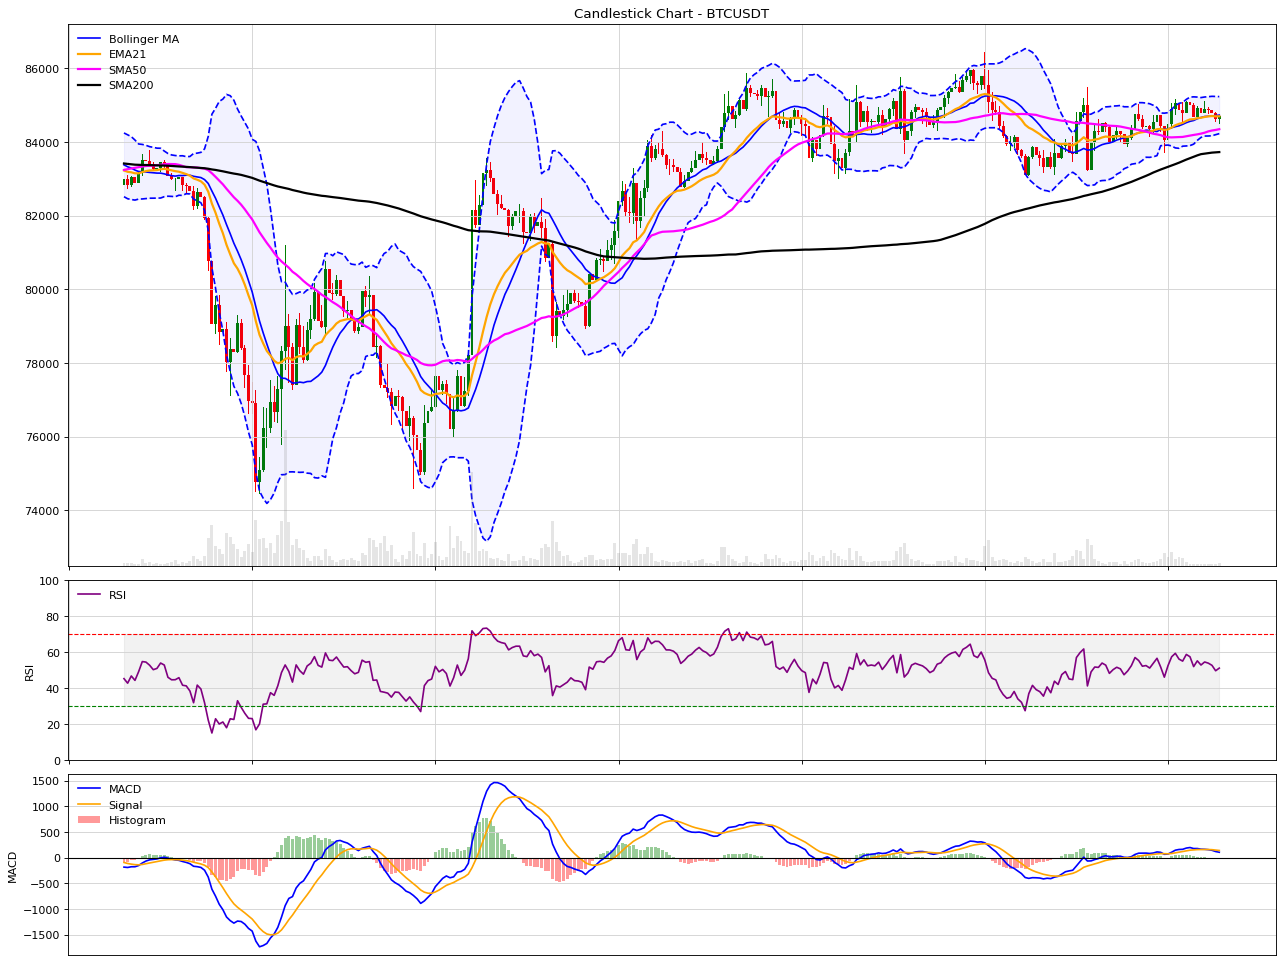 Candlestick Chart - BTCUSDT
Bollinger MA
EMA21
SMA50
SMA200
86000
84000
82000
80000
78000
76000
74000
RSI
100
80
60
40
20
0
RSI
MACD
Signal
Histogram
1500
1000
500
0
−500
−1000
−1500
MACD